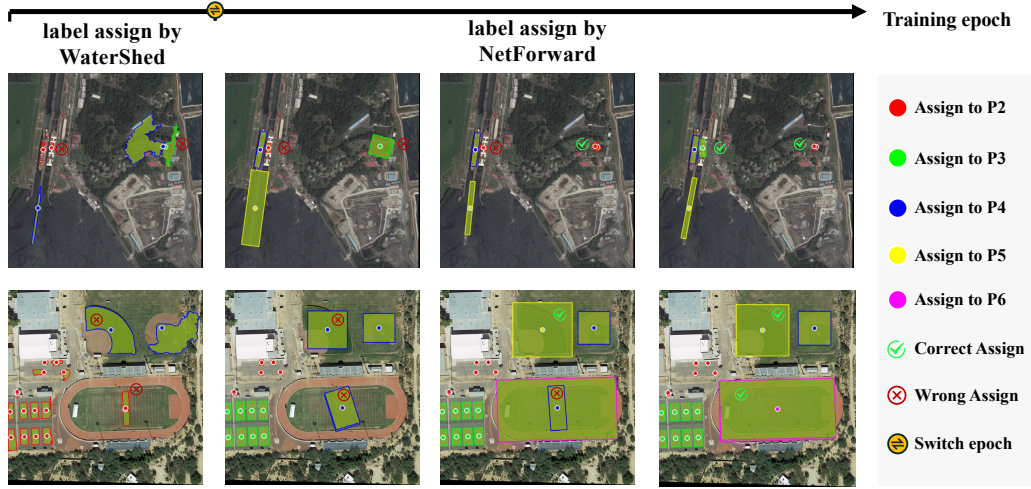 label assign by
WaterShed
label assign by
NetForward
Training epoch
Assign to P2
Assign to P3
Assign to P4
Assign to P5
Assign to P6
Correct Assign
Wrong Assign
Switch epoch